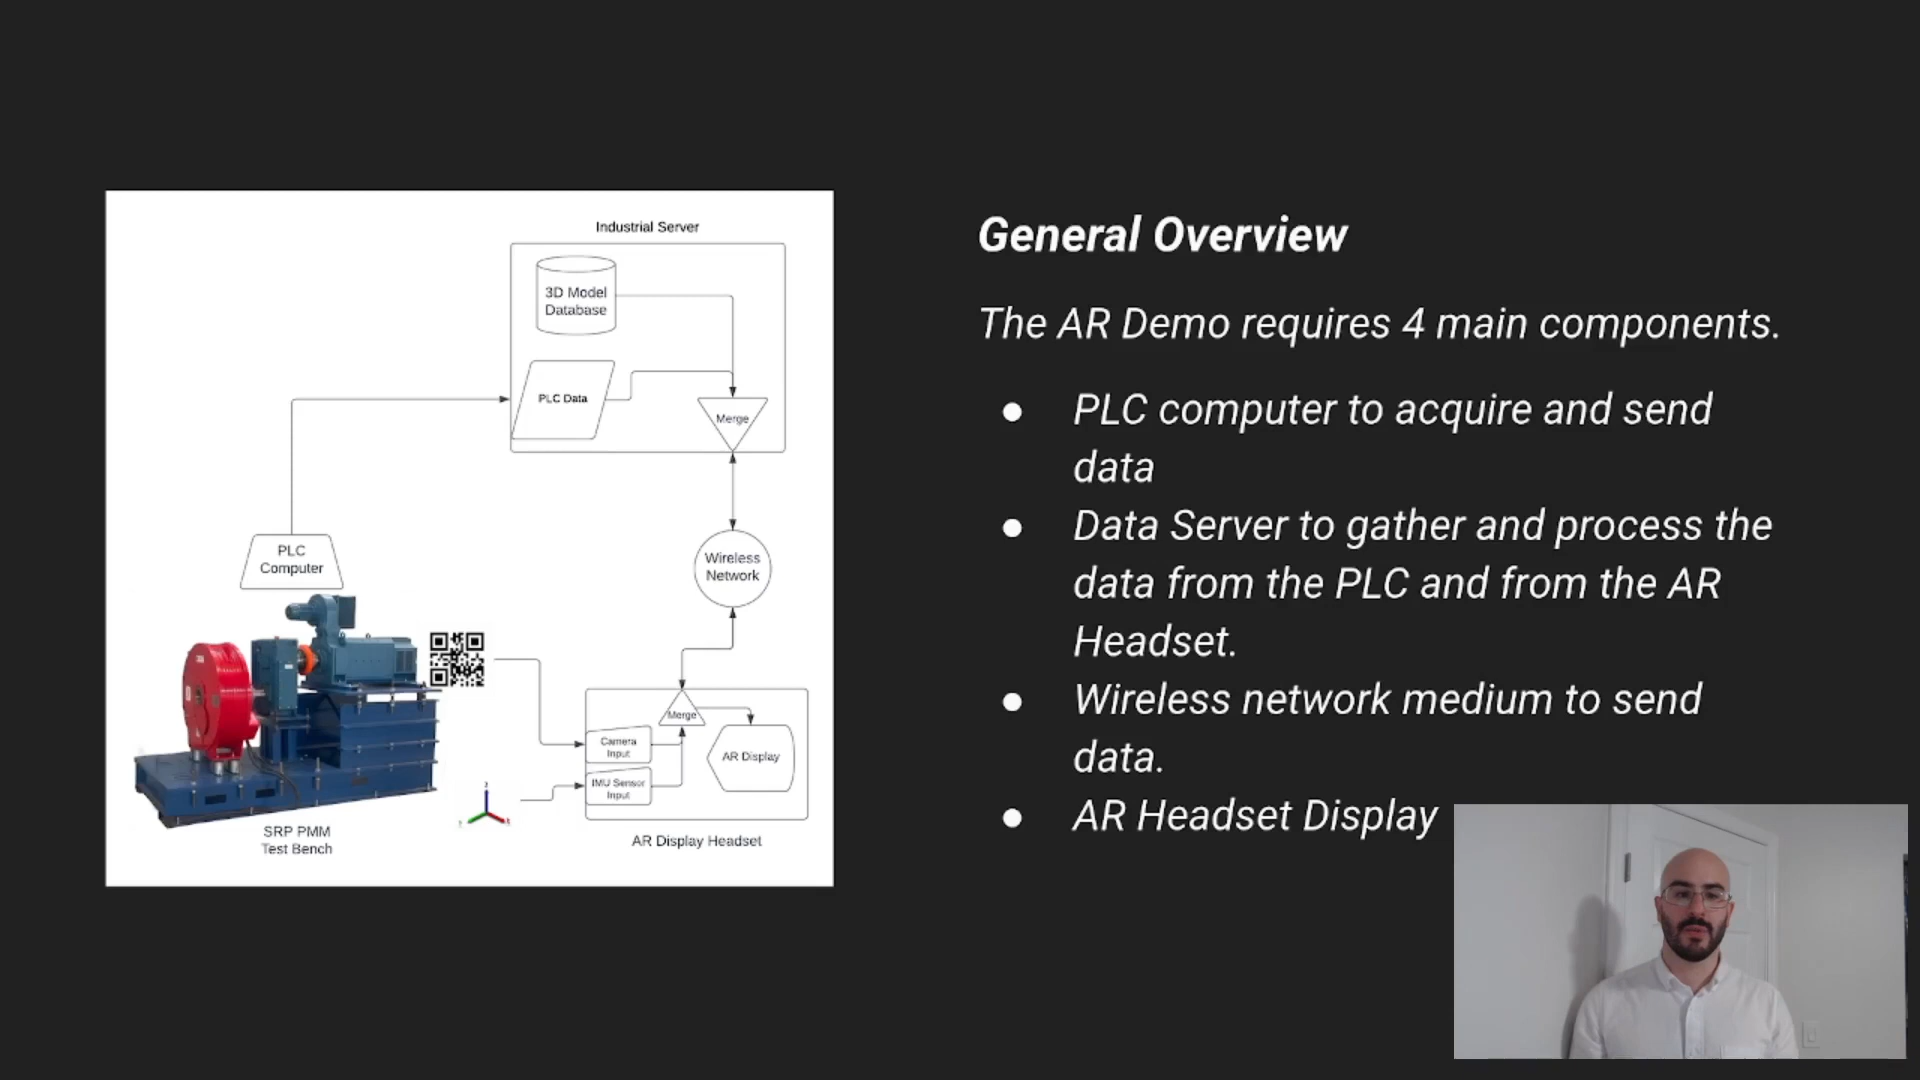 Industrial Server
3D Model
Database
PLC Data
Merge
PLC
Computer
Wireless
Network
Merge
Camera
Input
AR Display
IMU Sensor
Input
SRP PMM
Test Bench
AR Display Headset
General Overview
The AR Demo requires 4 main components.
● PLC computer to acquire and send
data
● Data Server to gather and process the
data from the PLC and from the AR
Headset.
● Wireless network medium to send
data.
● AR Headset Display